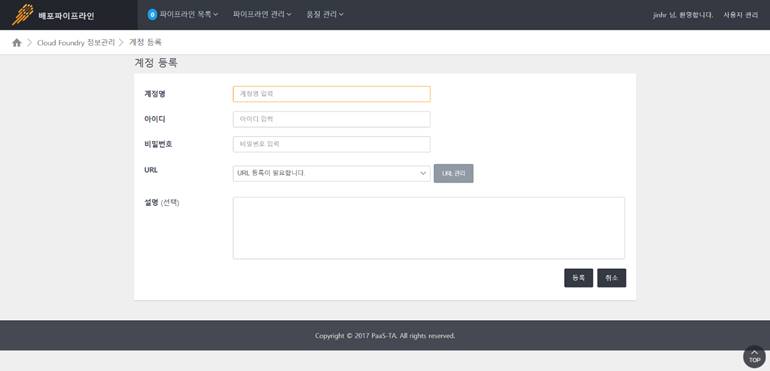 배포파이프라인
0 파이프라인 목록 파이프라인 관리 품질 관리 jinhr 님, 환영합니다. 사용자 관리
Cloud Foundry 정보관리 계정 등록
계정 등록
계정명 계정명 입력
아이디 아이디 입력
비밀번호 비밀번호 입력
URL URL 등록이 필요합니다. URL 관리
설명 (선택)
등록 취소
Copyright © 2017 PaaS-TA. All rights reserved.
TOP